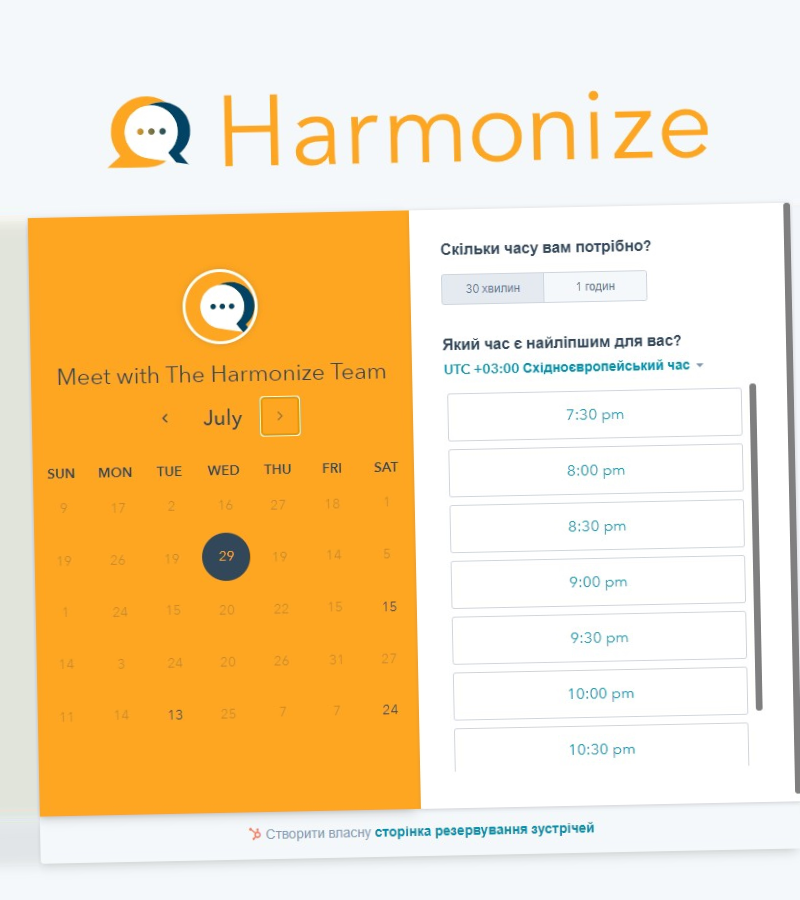 Harmonize
Meet with The Harmonize Team
July
SUN MON TUE WED THU FRI SAT
9 17 2 16 27 18 1
19 26 19 29 19 14 5
1 24 15 20 22 15 15
14 3 24 20 26 31 27
11 14 13 25 7 7 24
Скільки часу вам потрібно?
30 хвилин 1 годин
Який час є найліпшим для вас?
UTC +03:00 Східноєвропейський час
7:30 pm
8:00 pm
8:30 pm
9:00 pm
9:30 pm
10:00 pm
10:30 pm
Створити власну сторінка резервування зустрічей